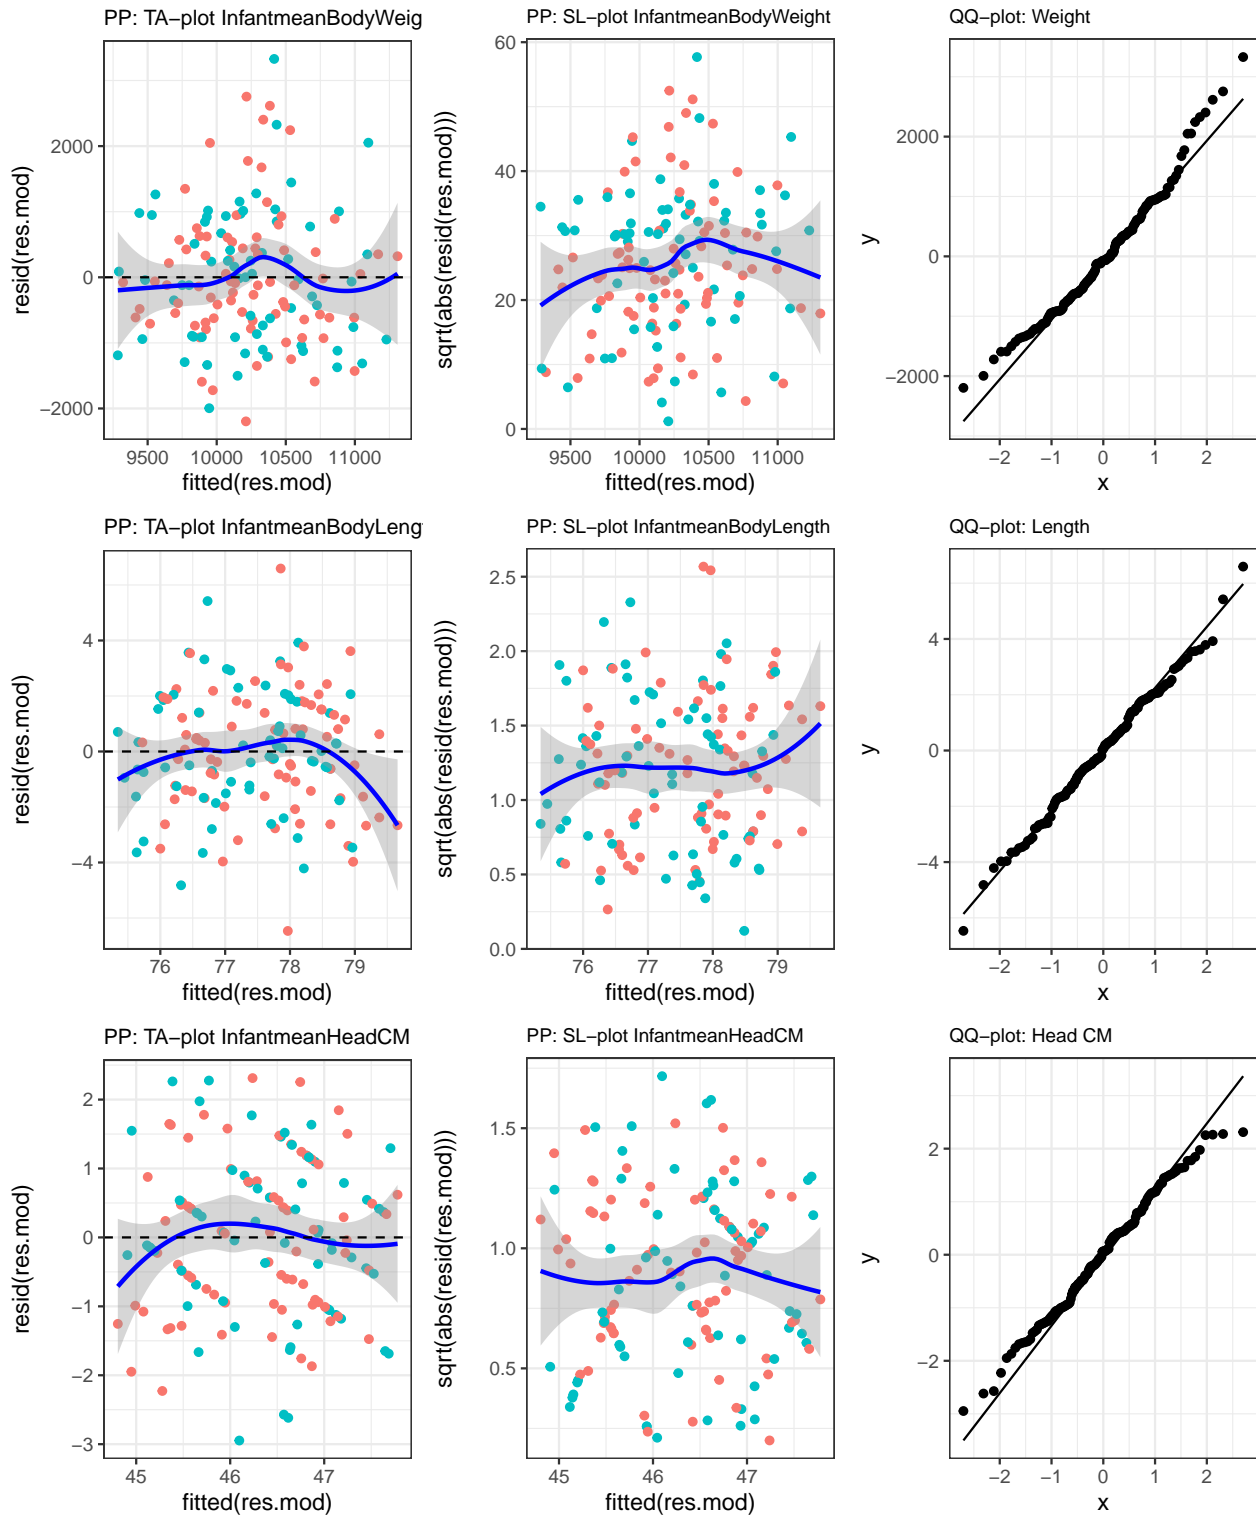 PP: TA−plot InfantmeanBodyWeig
resid(res.mod)
2000
0
−2000
9500 10000 10500 11000
fitted(res.mod)
PP: SL−plot InfantmeanBodyWeight
sqrt(abs(resid(res.mod)))
60
40
20
0
9500 10000 10500 11000
fitted(res.mod)
QQ−plot: Weight
y
2000
0
−2000
−2 −1 0 1 2
x
PP: TA−plot InfantmeanBodyLeng
resid(res.mod)
4
0
−4
76 77 78 79
fitted(res.mod)
PP: SL−plot InfantmeanBodyLength
sqrt(abs(resid(res.mod)))
2.5
2.0
1.5
1.0
0.5
0.0
76 77 78 79
fitted(res.mod)
QQ−plot: Length
y
4
0
−4
−2 −1 0 1 2
x
PP: TA−plot InfantmeanHeadCM
resid(res.mod)
2
1
0
−1
−2
−3
45 46 47
fitted(res.mod)
PP: SL−plot InfantmeanHeadCM
sqrt(abs(resid(res.mod)))
1.5
1.0
0.5
45 46 47
fitted(res.mod)
QQ−plot: Head CM
y
2
0
−2
−2 −1 0 1 2
x